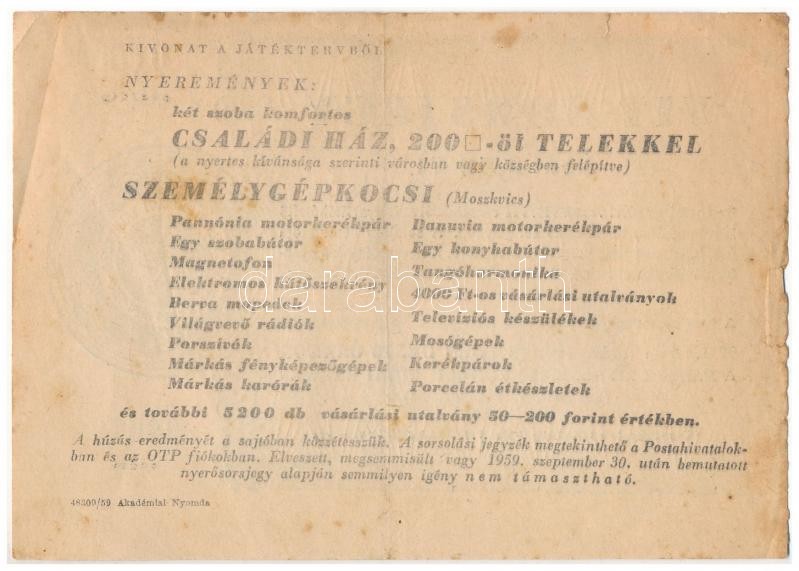 KIVONAT A JÁTÉKTERVBŐL
NYEREMÉNYEK:
két szoba komfortos
CSALÁDI HÁZ, 200□-öl TELEKKEL
(a nyertes kívánsága szerinti városban vagy községben felépítve)
SZEMÉLYGÉPKOCSI (Moszkvics)
Pannónia motorkerékpár
Egy szobabútor
Magnetofon
Elektromos hűtőszekrény
Berva mopedek
Világvevő rádiók
Porszívók
Márkás fényképezőgépek
Márkás karórák
Danuvia motorkerékpár
Egy konyhabútor
Tangóharmonika
4000 Ft-os vásárlási utalványok
Televíziós készülékek
Mosógépek
Kerékpárok
Porcelán étkészletek
és további 5200 db vásárlási utalvány 50—200 forint értékben.
A húzás eredményét a sajtóban közzétesszük. A sorsolási jegyzék megtekinthető a Postahivatalok-
ban és az OTP fiókokban. Elveszett, megsemmisült vagy 1959. szeptember 30. után bemutatott
nyerősorsjegy alapján semmilyen igény nem támasztható.
48309/59 Akadémiai Nyomda
darabanth